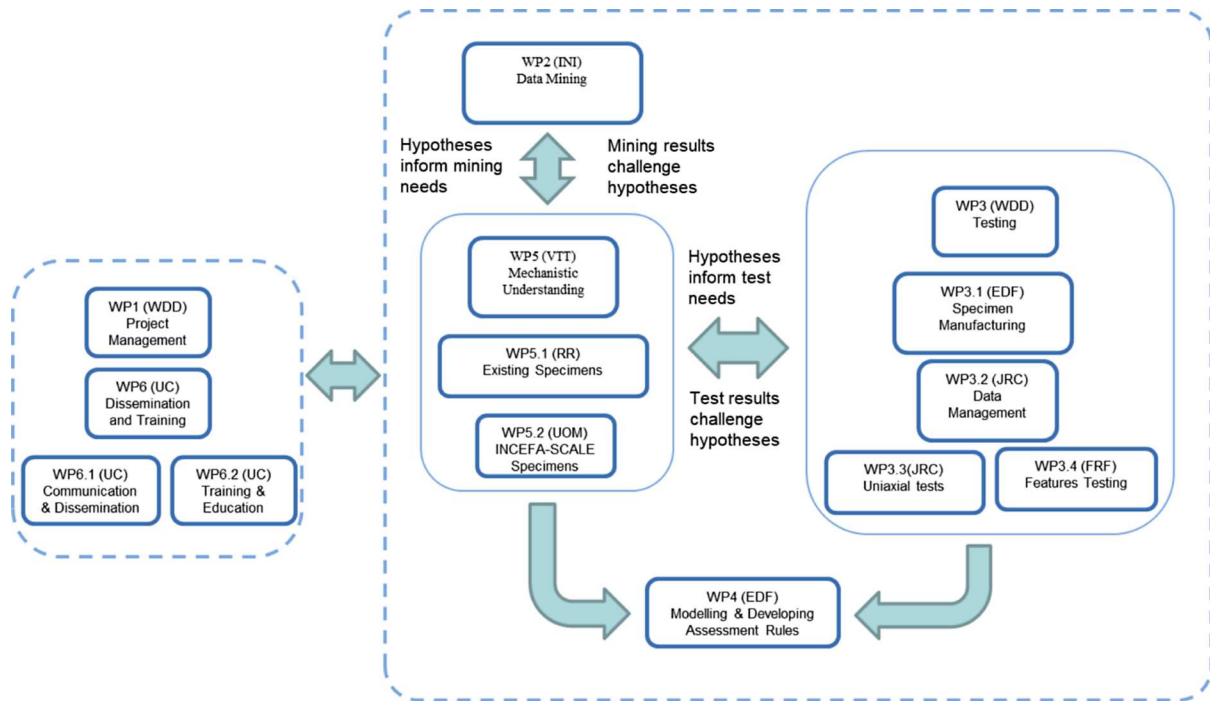 WP2 (INI)
Data Mining
Hypotheses
inform mining
needs
Mining results
challenge
hypotheses
WP5 (VTT)
Mechanistic
Understanding
WP5.1 (RR)
Existing Specimens
WP5.2 (UOM)
INCEFA-SCALE
Specimens
Hypotheses
inform test
needs
Test results
challenge
hypotheses
WP3 (WDD)
Testing
WP3.1 (EDF)
Specimen
Manufacturing
WP3.2 (JRC)
Data
Management
WP3.3(JRC)
Uniaxial tests
WP3.4 (FRF)
Features Testing
WP1 (WDD)
Project
Management
WP6 (UC)
Dissemination
and Training
WP6.1 (UC)
Communication
& Dissemination
WP6.2 (UC)
Training &
Education
WP4 (EDF)
Modelling & Developing
Assessment Rules